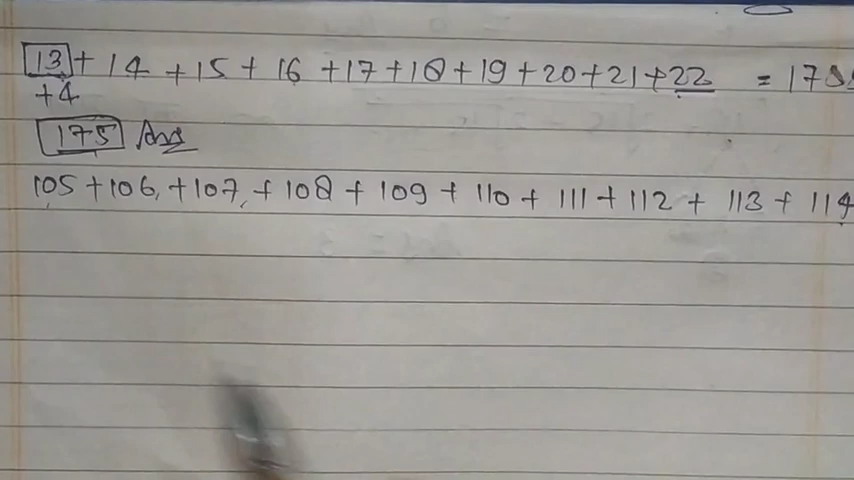 13 + 14 + 15 + 16 + 17 + 18 + 19 + 20 + 21 + 22 = 175
+4
175 Ans
105 + 106 + 107 + 108 + 109 + 110 + 111 + 112 + 113 + 114